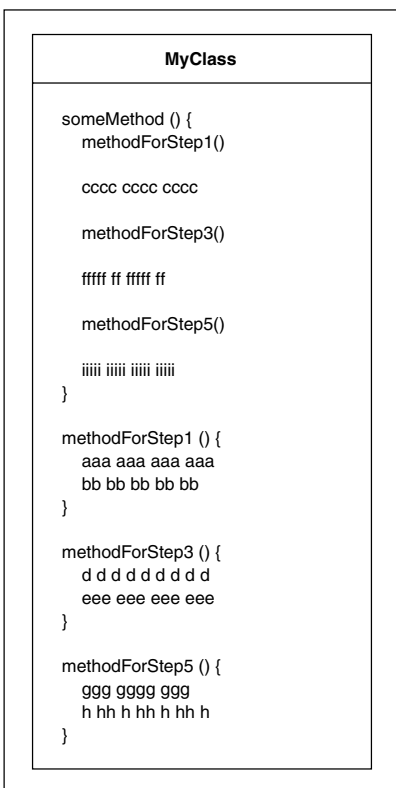 MyClass
someMethod () {
methodForStep1()
cccc cccc cccc
methodForStep3()
fffff ff fffff ff
methodForStep5()
iiiii iiiii iiiii iiiii
}
methodForStep1 () {
aaa aaa aaa aaa
bb bb bb bb bb
}
methodForStep3 () {
d d d d d d d d d
eee eee eee eee
}
methodForStep5 () {
ggg gggg ggg
h hh h hh h hh h
}